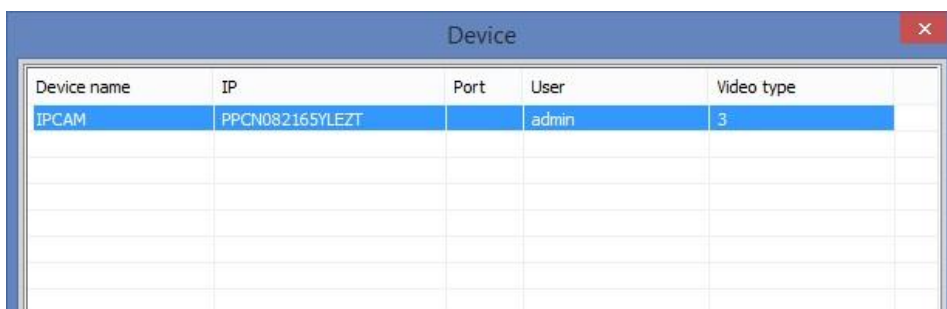 Device
Device name IP Port User Video type
IPCAM PPCN082165YLEZT admin 3